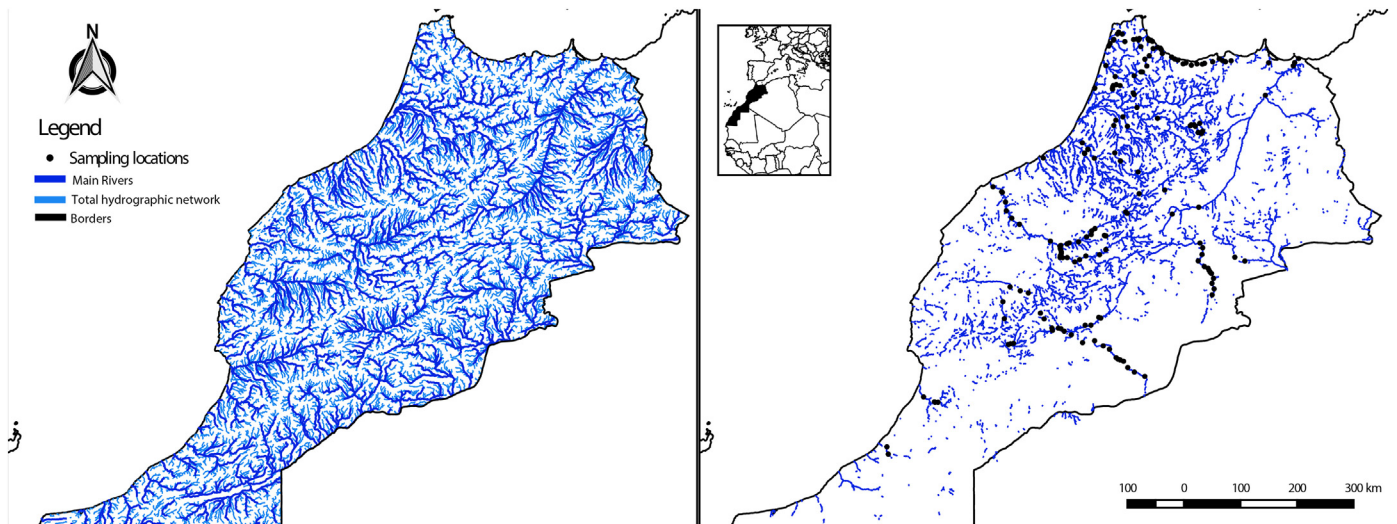 N
Legend
Sampling locations
Main Rivers
Total hydrographic network
Borders
100 0 100 200 300 km